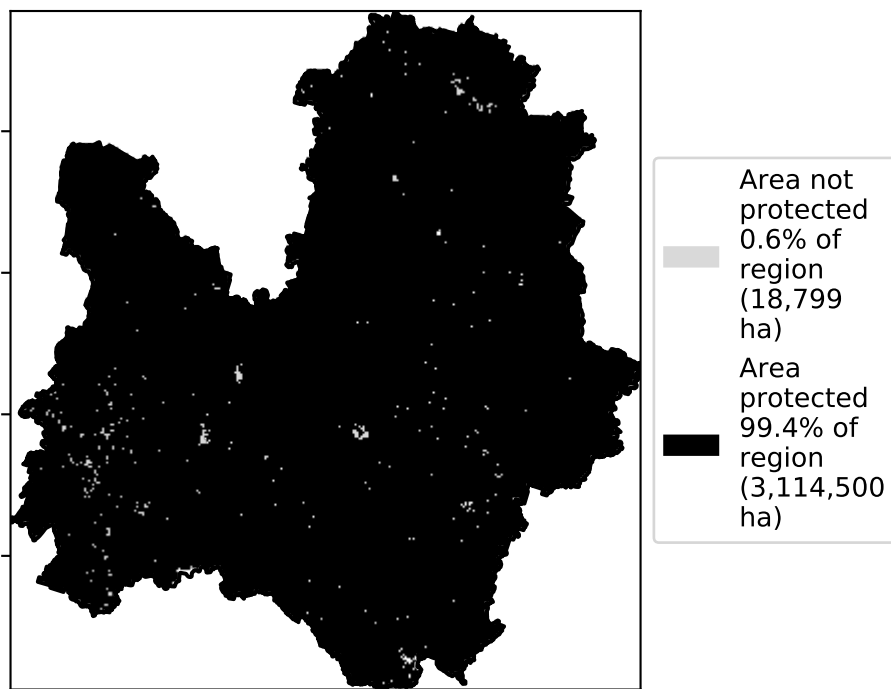 Area not
protected
0.6% of
region
(18,799
ha)
Area
protected
99.4% of
region
(3,114,500
ha)